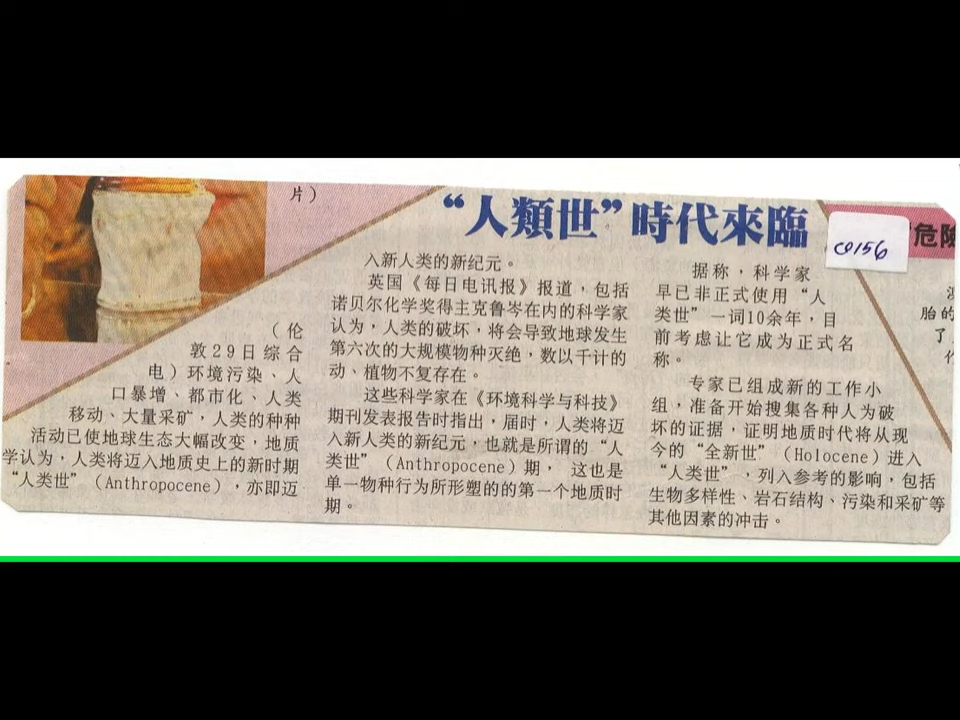 片）
“人類世”時代來臨
C0156
危險
（伦
敦29日综合
电）环境污染、人
口暴增、都市化、人类
移动、大量采矿，人类的种种
活动已使地球生态大幅改变，地质
学认为，人类将迈入地质史上的新时期
“人类世”（Anthropocene），亦即迈
入新人类的新纪元。
英国《每日电讯报》报道，包括
诺贝尔化学奖得主克鲁岑在内的科学家
认为，人类的破坏，将会导致地球发生
第六次的大规模物种灭绝，数以千计的
动、植物不复存在。
这些科学家在《环境科学与科技》
期刊发表报告时指出，届时，人类将迈
入新人类的新纪元，也就是所谓的“人
类世”（Anthropocene）期， 这也是
单一物种行为所形塑的的第一个地质时
期。
据称，科学家
早已非正式使用“人
类世”一词10余年，目
前考虑让它成为正式名
称。
专家已组成新的工作小
组，准备开始搜集各种人为破
坏的证据，证明地质时代将从现
今的“全新世”（Holocene）进入
“人类世”，列入参考的影响，包括
生物多样性、岩石结构、污染和采矿等
其他因素的冲击。
胎的
了